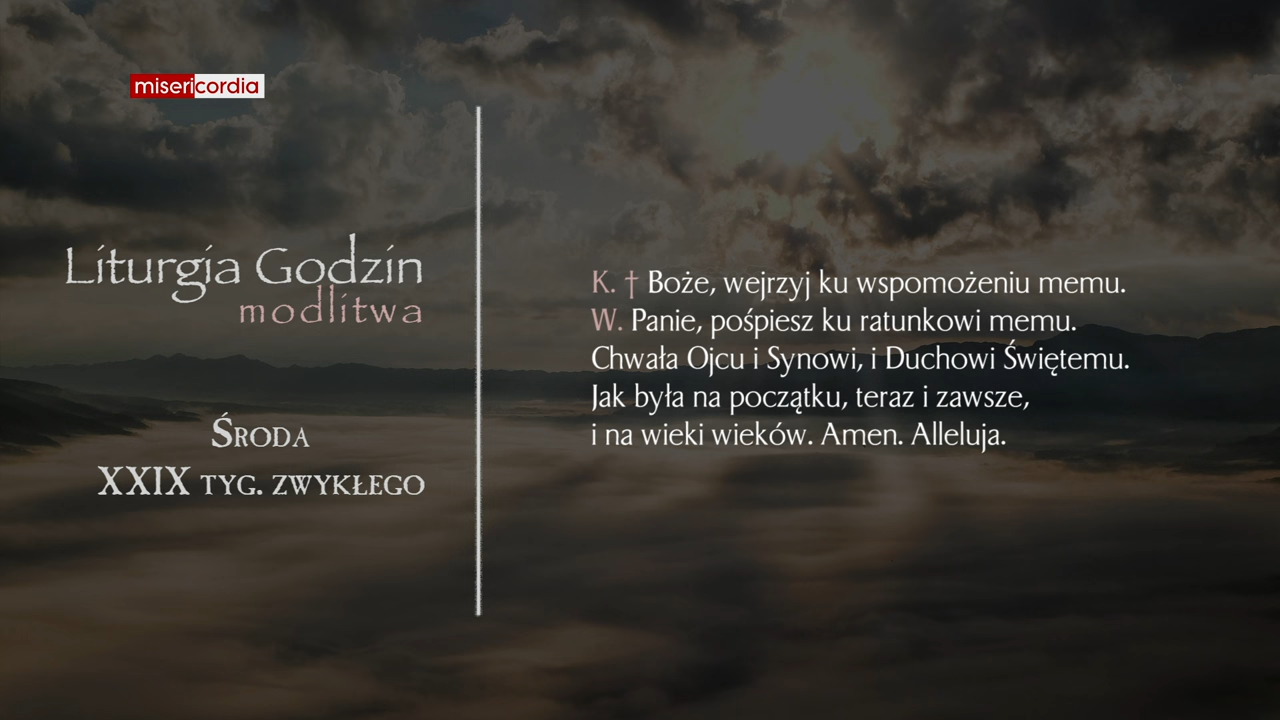 misericordia
Liturgia Godzin
modlitwa
Środa
XXIX tyg. zwykłego
K. † Boże, wejrzyj ku wspomożeniu memu.
W. Panie, pośpiesz ku ratunkowi memu.
Chwała Ojcu i Synowi, i Duchowi Świętemu.
Jak była na początku, teraz i zawsze,
i na wieki wieków. Amen. Alleluja.